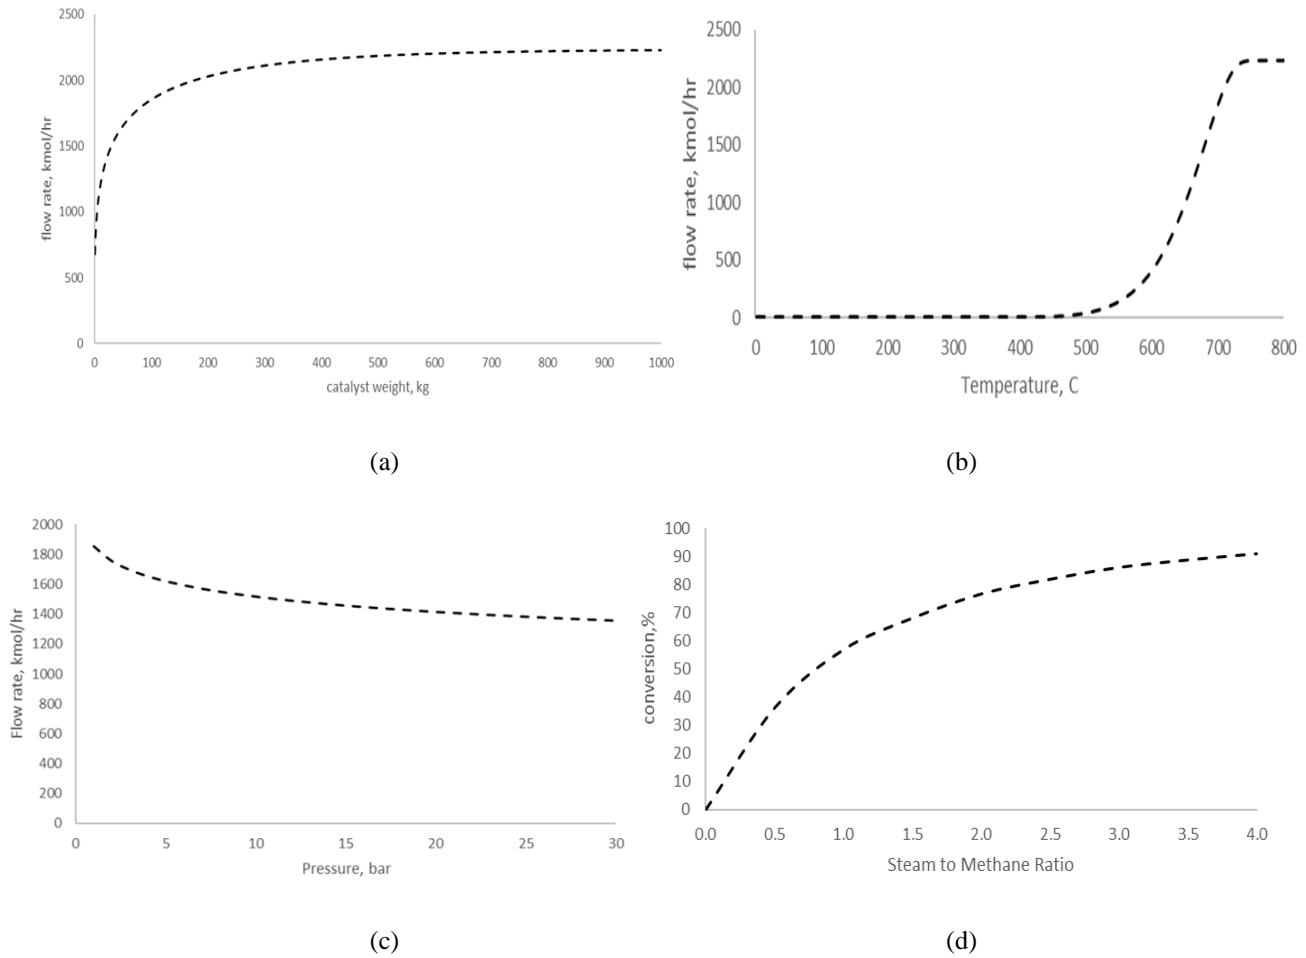 2500
2000
1500
1000
500
0
flow rate, kmol/hr
0 100 200 300 400 500 600 700 800 900 1000
catalyst weight, kg
(a)
2500
2000
1500
1000
500
0
flow rate, kmol/hr
0 100 200 300 400 500 600 700 800
Temperature, C
(b)
2000
1800
1600
1400
1200
1000
800
600
400
200
0
Flow rate, kmol/hr
0 5 10 15 20 25 30
Pressure, bar
(c)
100
90
80
70
60
50
40
30
20
10
0
conversion,%
0.0 0.5 1.0 1.5 2.0 2.5 3.0 3.5 4.0
Steam to Methane Ratio
(d)